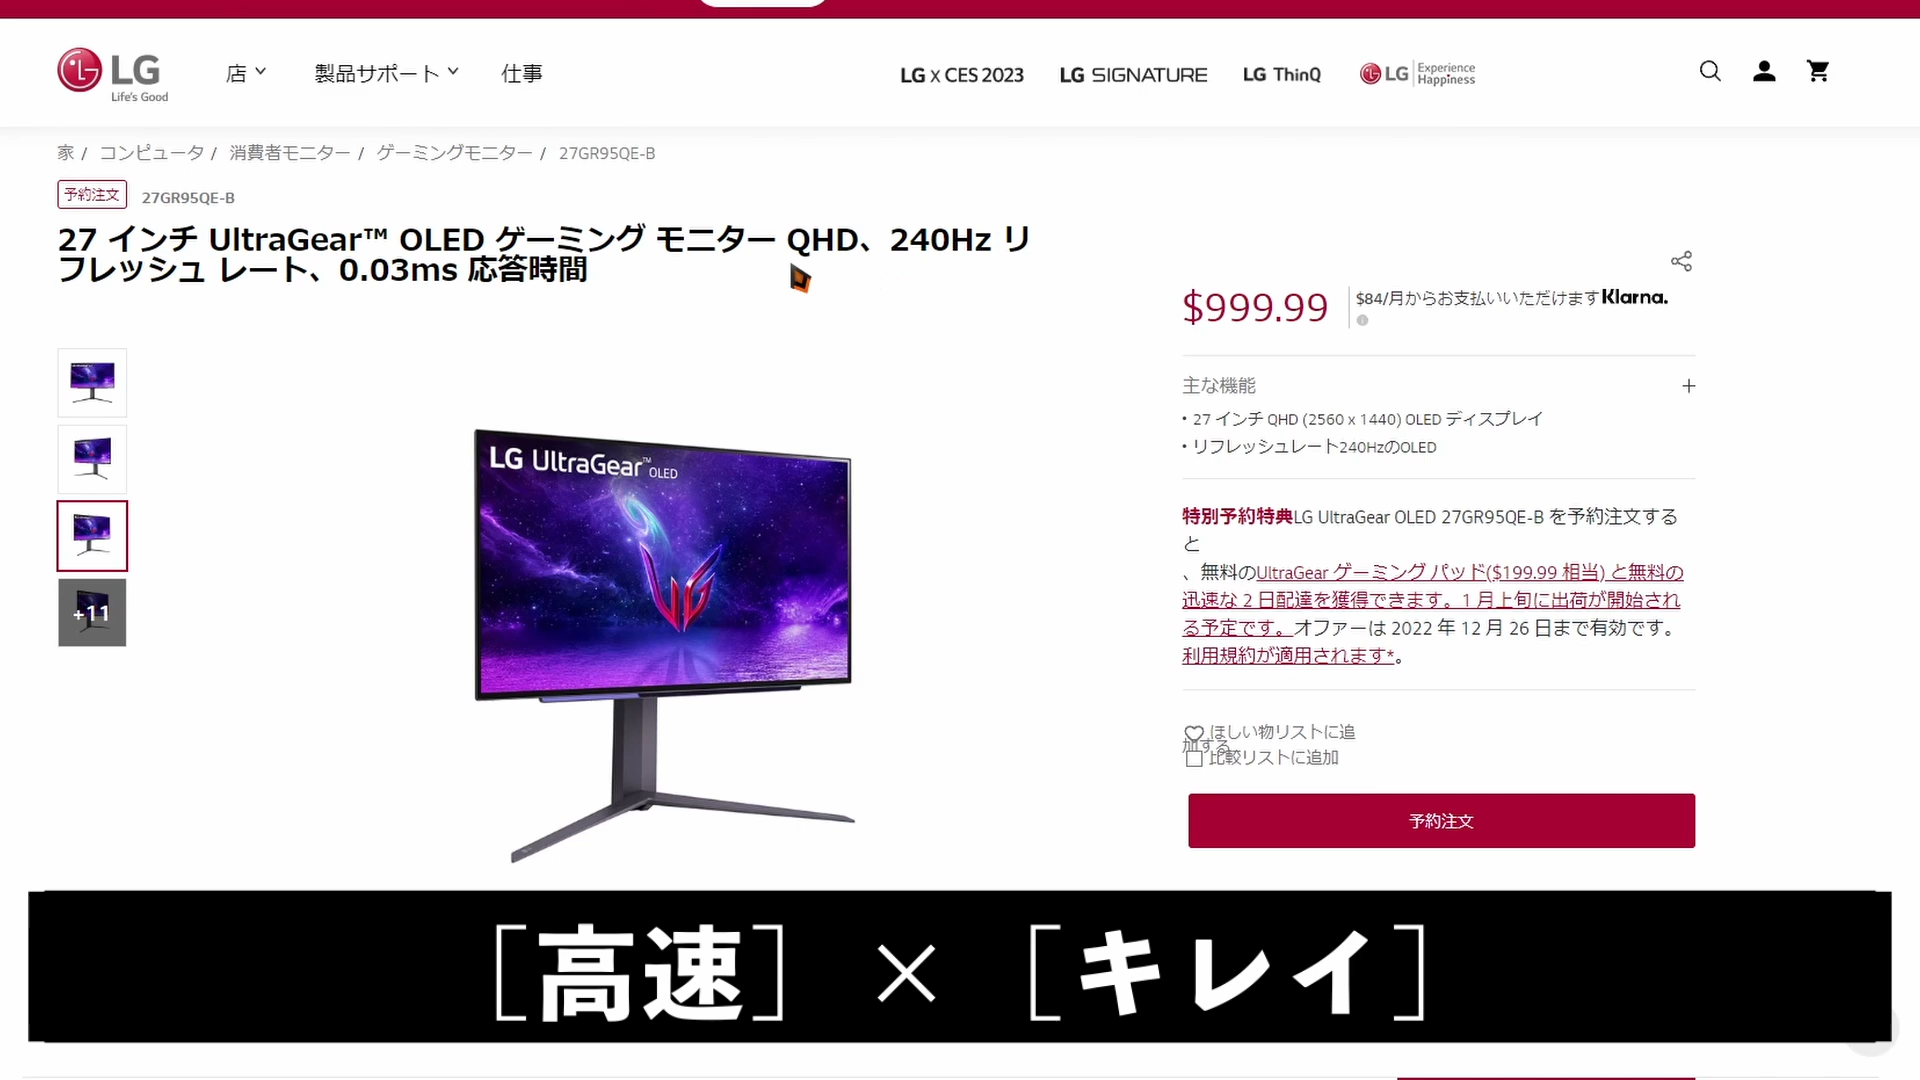 LG
Life's Good
店
製品サポート
仕事
LG x CES 2023
LG SIGNATURE
LG ThinQ
LG Experience Happiness
家 / コンピュータ / 消費者モニター / ゲーミングモニター / 27GR95QE-B
予約注文 27GR95QE-B
27 インチ UltraGear™ OLED ゲーミング モニター QHD、240Hz リ
フレッシュ レート、0.03ms 応答時間
$999.99
$84/月からお支払いいただけます Klarna.
主な機能
• 27 インチ QHD (2560 x 1440) OLED ディスプレイ
• リフレッシュレート240HzのOLED
特別予約特典LG UltraGear OLED 27GR95QE-B を予約注文する
と
、無料のUltraGear ゲーミング パッド($199.99 相当) と無料の
迅速な 2 日配達を獲得できます。1 月上旬に出荷が開始され
る予定です。オファーは 2022 年 12 月 26 日まで有効です。
利用規約が適用されます*。
ほしい物リストに追
加する
比較リストに追加
予約注文
+11
LG UltraGear™ OLED
[高速] × [キレイ]